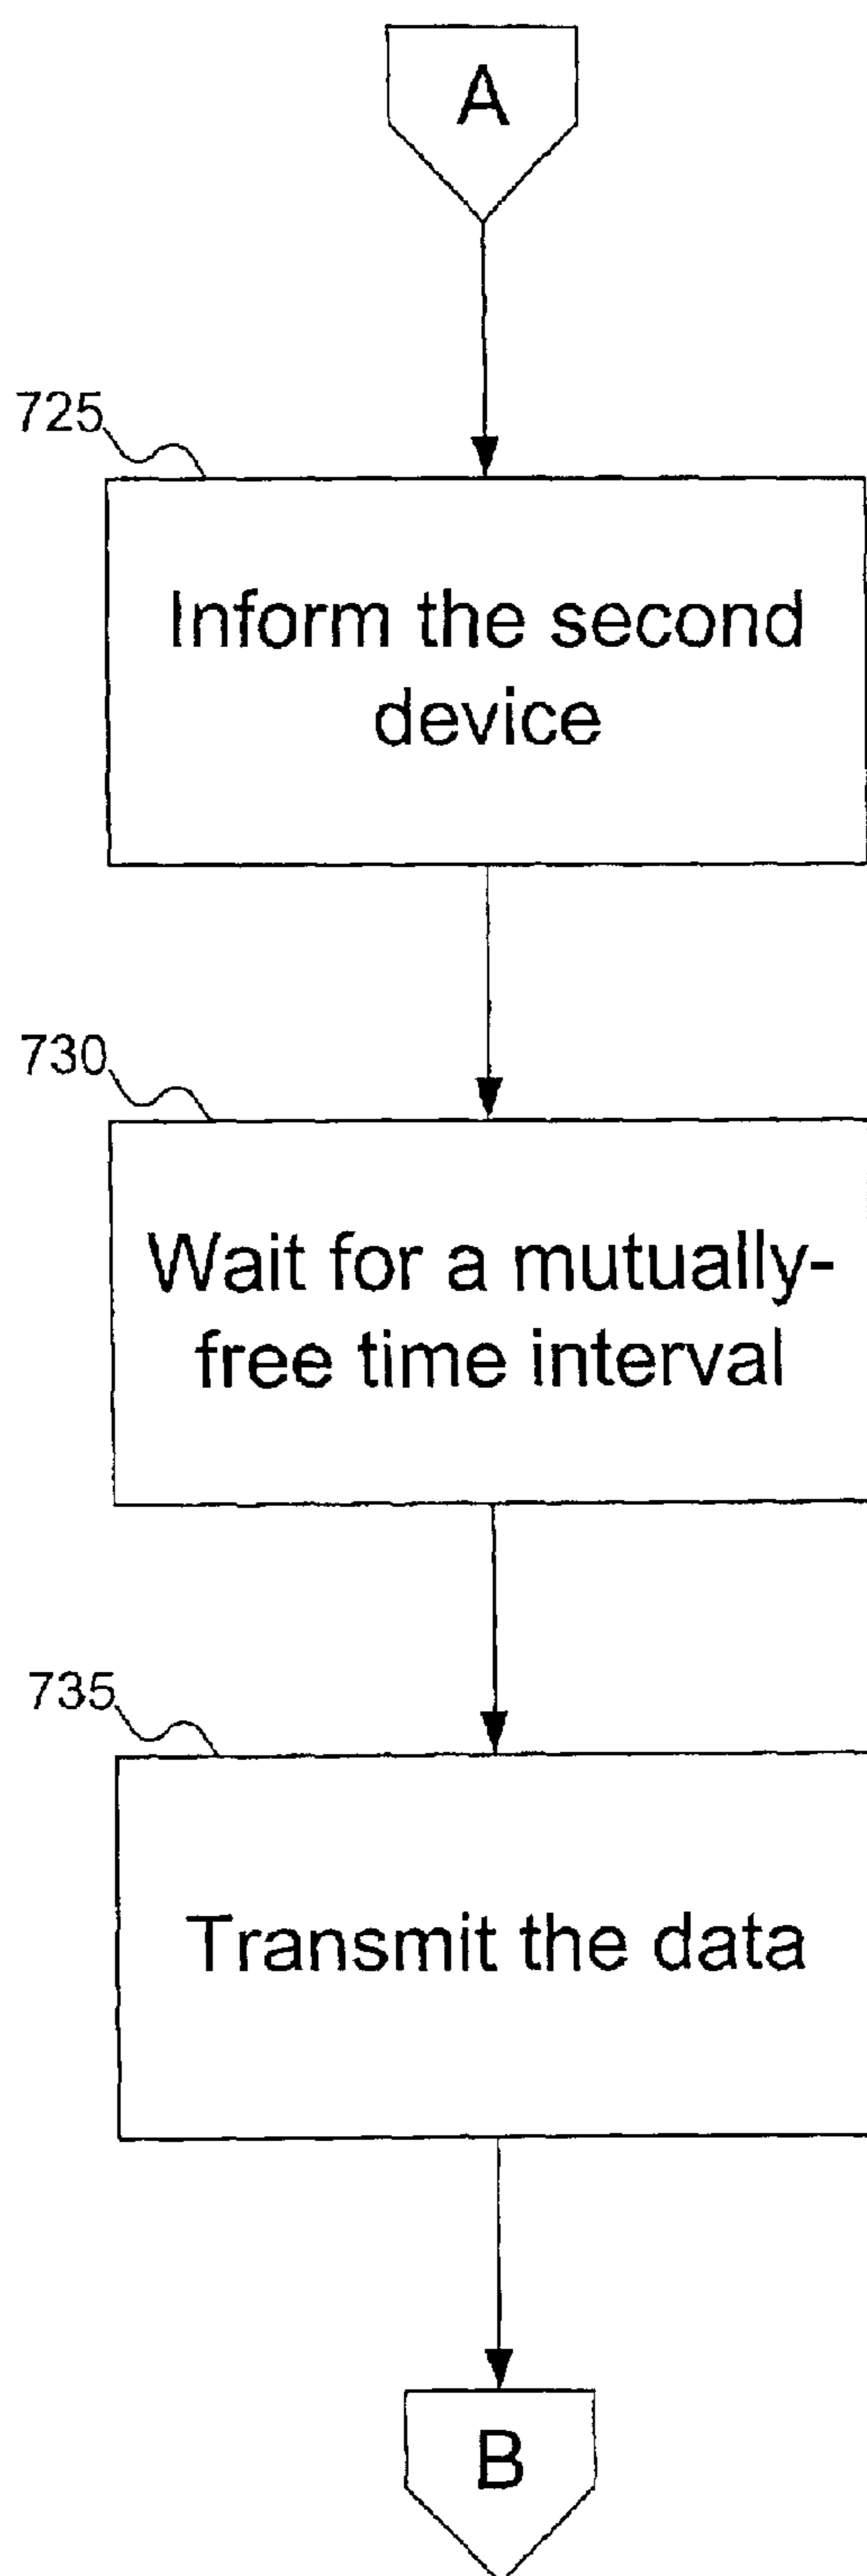 A
725
Inform the second
device
730
Wait for a mutually-
free time interval
735
Transmit the data
B